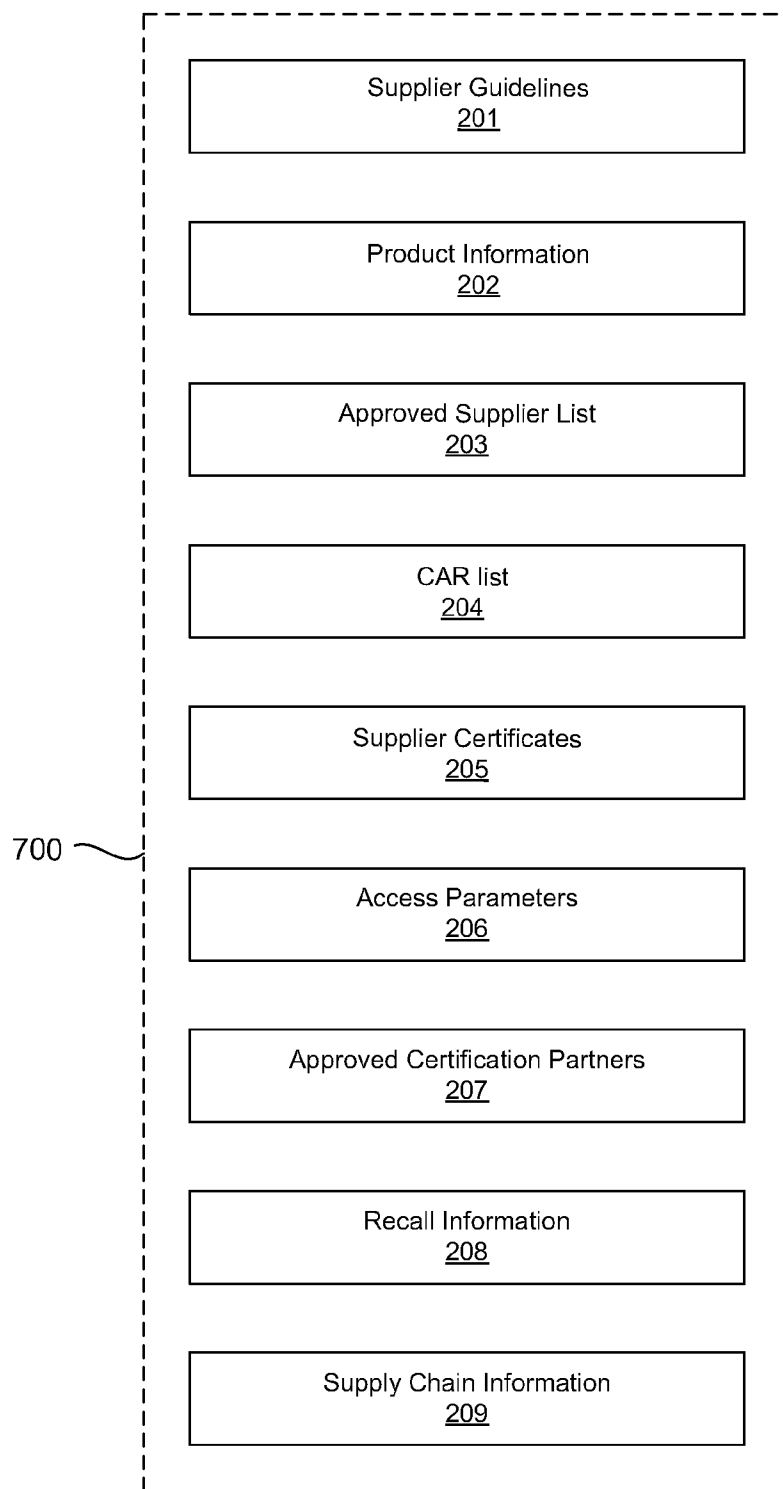 Supplier Guidelines
201
Product Information
202
Approved Supplier List
203
CAR list
204
Supplier Certificates
205
700
Access Parameters
206
Approved Certification Partners
207
Recall Information
208
Supply Chain Information
209